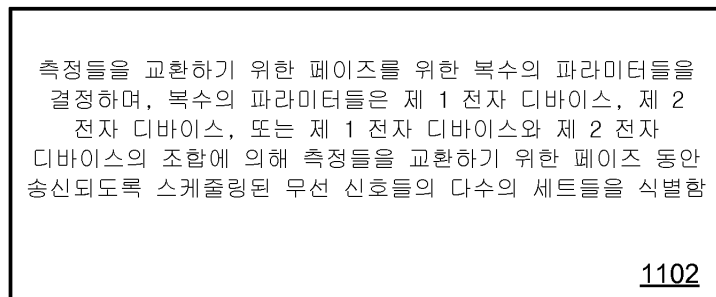 측정들을 교환하기 위한 페이즈를 위한 복수의 파라미터들을
결정하며, 복수의 파라미터들은 제 1 전자 디바이스, 제 2
전자 디바이스, 또는 제 1 전자 디바이스와 제 2 전자
디바이스의 조합에 의해 측정들을 교환하기 위한 페이즈 동안
송신되도록 스케줄링된 무선 신호들의 다수의 세트들을 식별함
1102